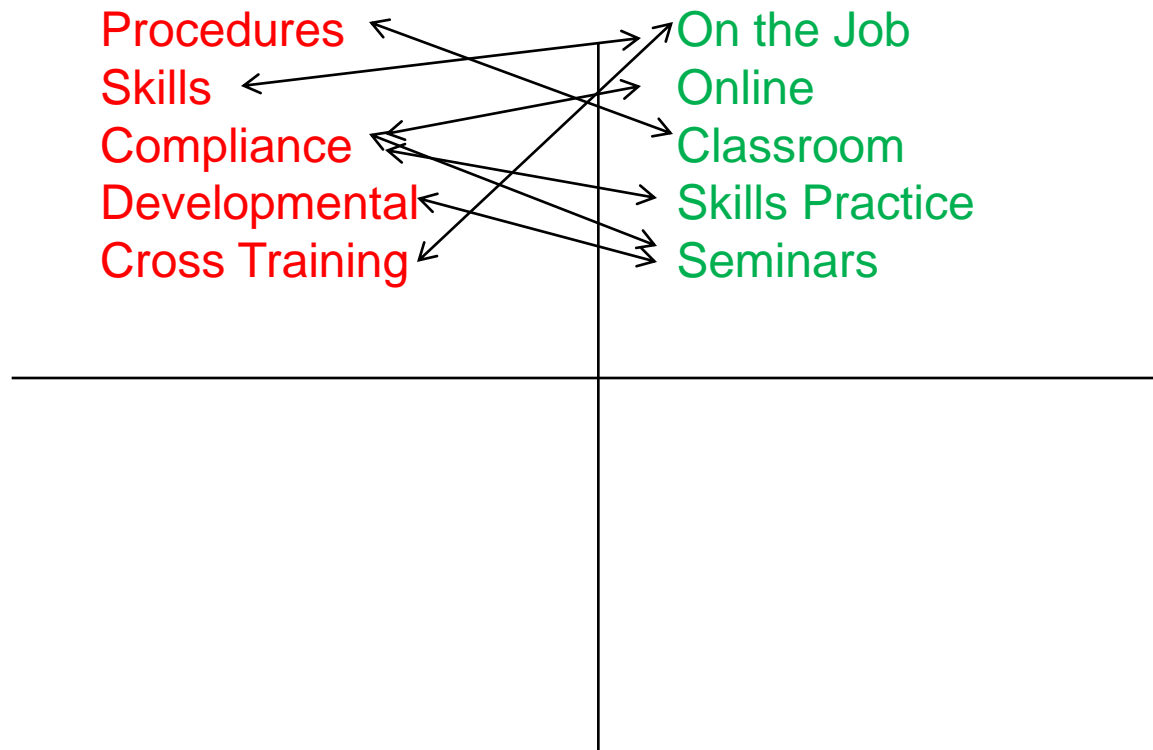 Procedures
Skills
Compliance
Developmental
Cross Training
On the Job
Online
Classroom
Skills Practice
Seminars